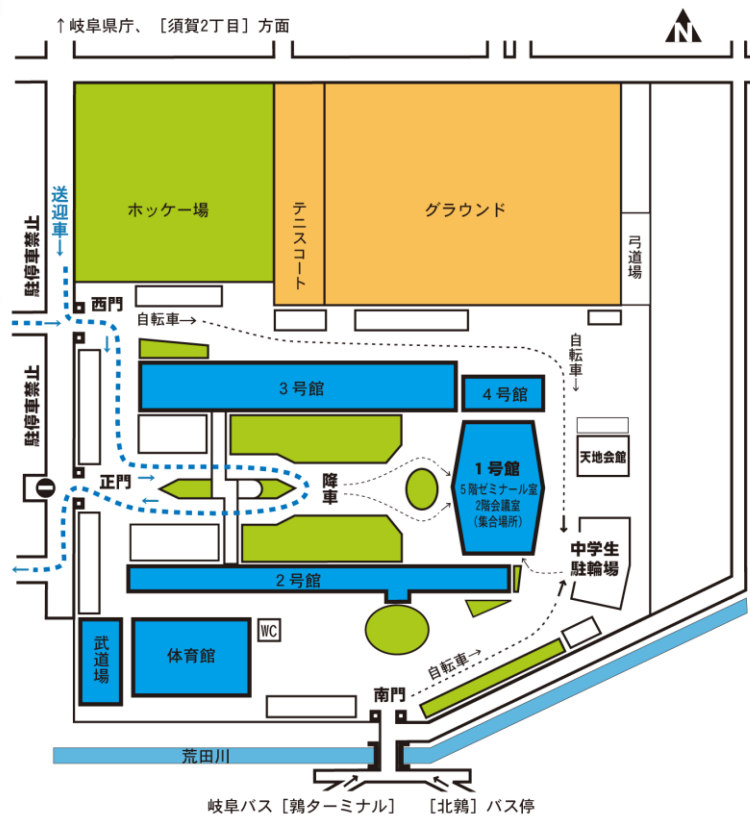 ↑岐阜県庁、［須賀2丁目］方面
N
送迎車→
駐停車禁止
ホッケー場
テニスコート
グラウンド
弓道場
西門
自転車→
自転車→
駐停車禁止
3号館
4号館
天地会館
1号館
5階ゼミナール室
2階会議室
（集合場所）
正門
降車
中学生
駐輪場
2号館
武道場
体育館
WC
自転車→
南門
荒田川
岐阜バス［鶉ターミナル］　［北鶉］バス停